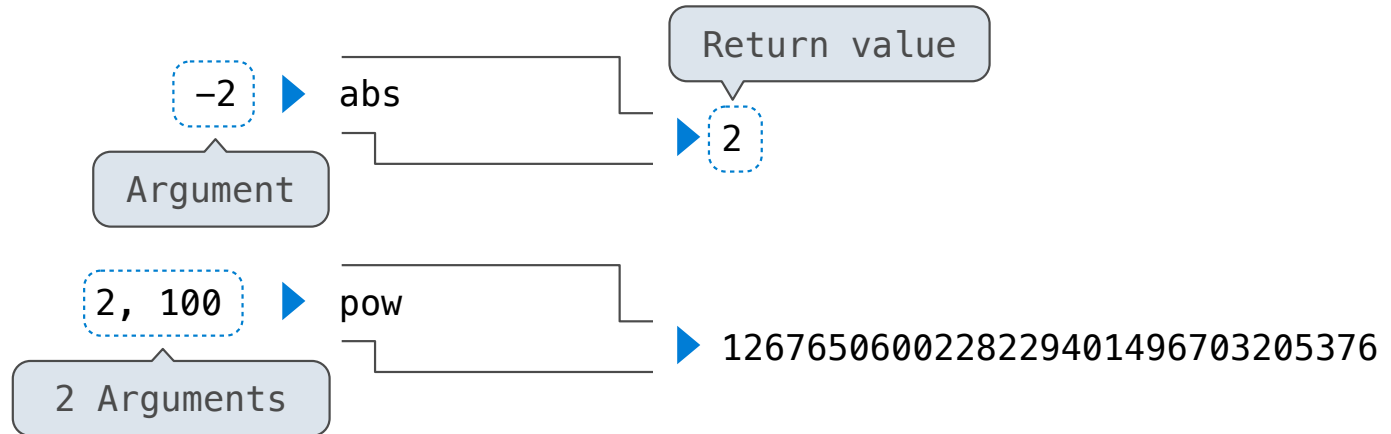 Return value
-2 abs
2
Argument
2, 100 pow
1267650600228229401496703205376
2 Arguments